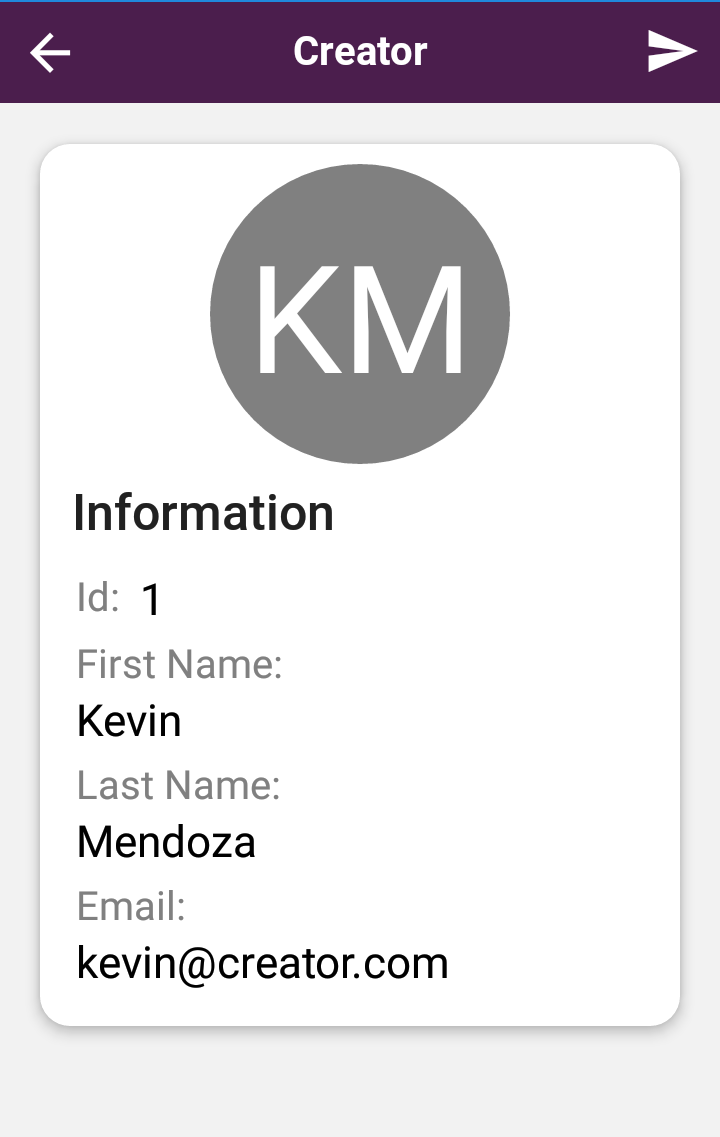 Creator
KM
Information
Id: 1
First Name:
Kevin
Last Name:
Mendoza
Email:
kevin@creator.com